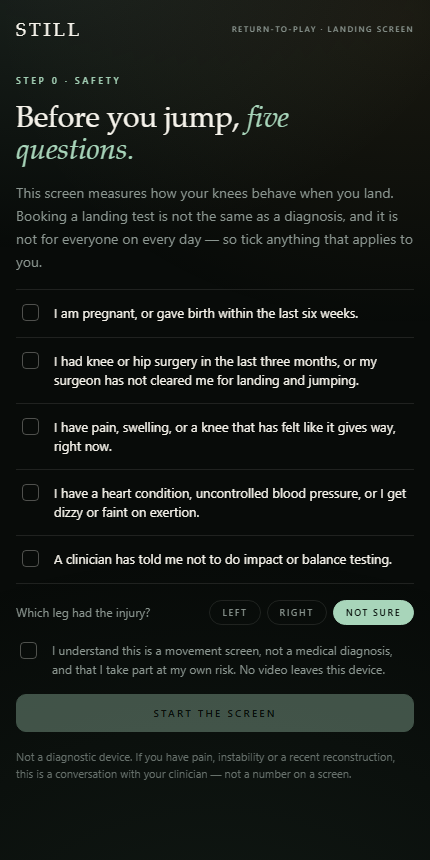 STILL
RETURN-TO-PLAY · LANDING SCREEN
STEP 0 · SAFETY
Before you jump, five
questions.
This screen measures how your knees behave when you land.
Booking a landing test is not the same as a diagnosis, and it is
not for everyone on every day — so tick anything that applies to
you.
I am pregnant, or gave birth within the last six weeks.
I had knee or hip surgery in the last three months, or my
surgeon has not cleared me for landing and jumping.
I have pain, swelling, or a knee that has felt like it gives way,
right now.
I have a heart condition, uncontrolled blood pressure, or I get
dizzy or faint on exertion.
A clinician has told me not to do impact or balance testing.
Which leg had the injury?
LEFT
RIGHT
NOT SURE
I understand this is a movement screen, not a medical diagnosis,
and that I take part at my own risk. No video leaves this device.
START THE SCREEN
Not a diagnostic device. If you have pain, instability or a recent reconstruction,
this is a conversation with your clinician — not a number on a screen.